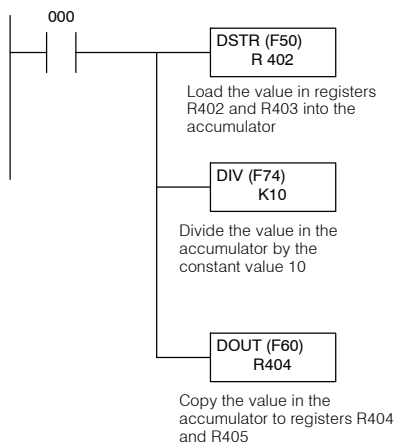 000
DSTR (F50)
R 402
Load the value in registers
R402 and R403 into the
accumulator
DIV (F74)
K10
Divide the value in the
accumulator by the
constant value 10
DOUT (F60)
R404
Copy the value in the
accumulator to registers R404
and R405